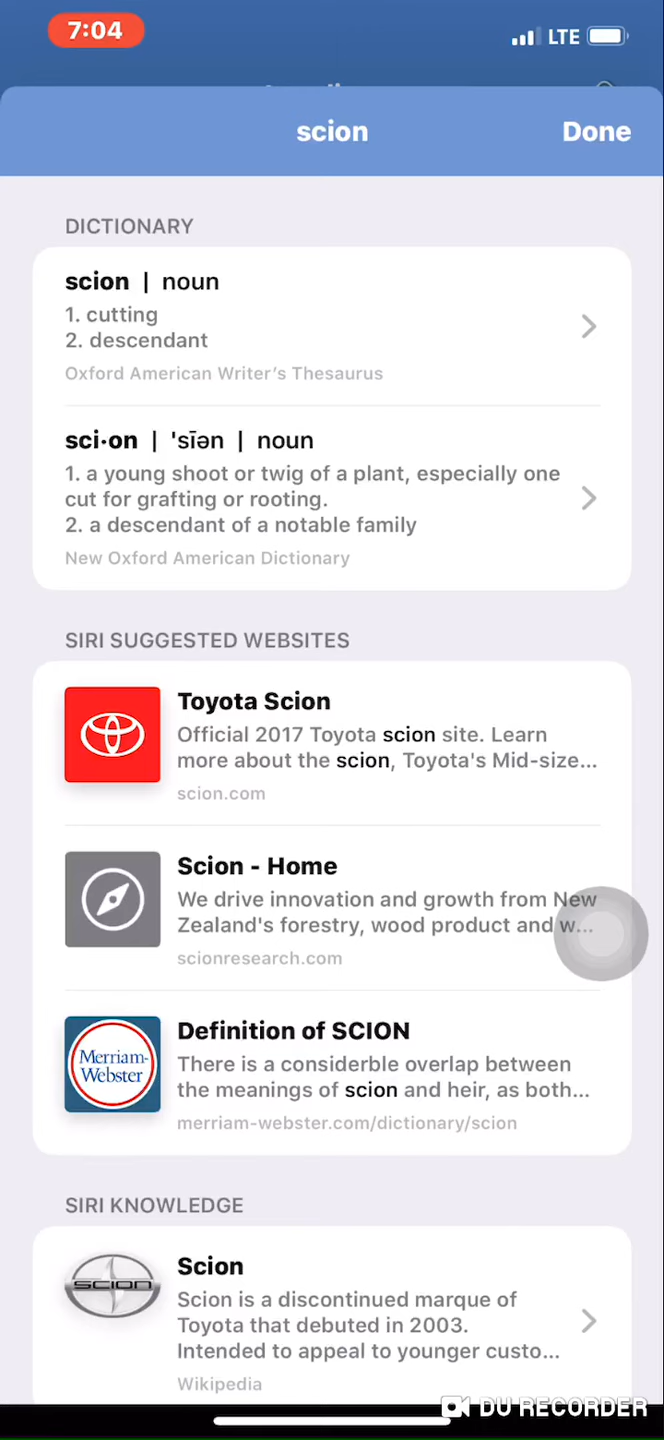 7:04
LTE
scion
Done
DICTIONARY
scion | noun
1. cutting
2. descendant
Oxford American Writer's Thesaurus
sci·on | 'sīən | noun
1. a young shoot or twig of a plant, especially one
cut for grafting or rooting.
2. a descendant of a notable family
New Oxford American Dictionary
SIRI SUGGESTED WEBSITES
Toyota Scion
Official 2017 Toyota scion site. Learn
more about the scion, Toyota's Mid-size...
scion.com
Scion - Home
We drive innovation and growth from New
Zealand's forestry, wood product and w...
scionresearch.com
Merriam-
Webster
Definition of SCION
There is a considerble overlap between
the meanings of scion and heir, as both...
merriam-webster.com/dictionary/scion
SIRI KNOWLEDGE
SCION
Scion
Scion is a discontinued marque of
Toyota that debuted in 2003.
Intended to appeal to younger custo...
Wikipedia
DU RECORDER